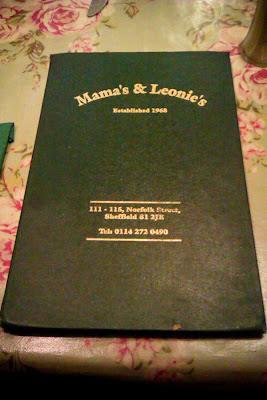 Mama's & Leonie's
Established 1968
111 - 115, Norfolk Street,
Sheffield S1 2JE
Tel: 0114 272 0490